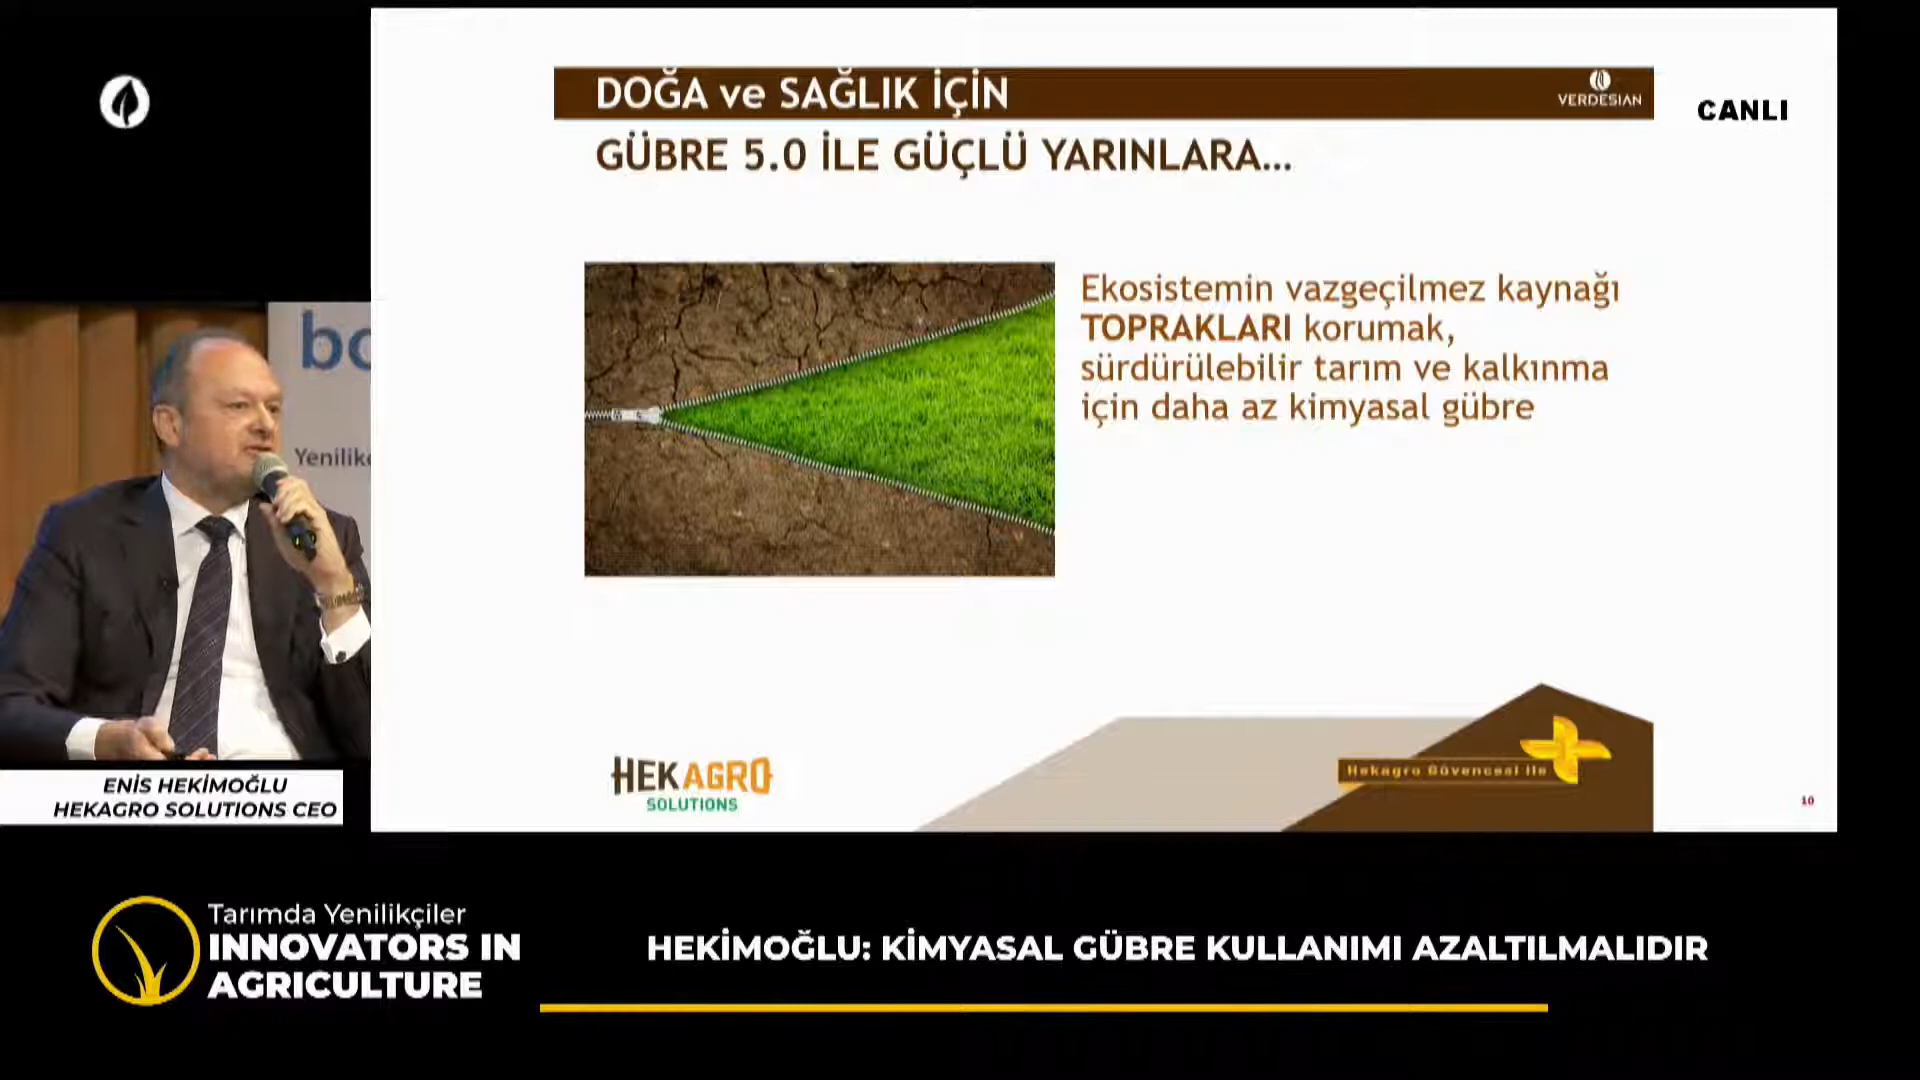 DOĞA ve SAĞLIK İÇİN
VERDESIAN
CANLI
GÜBRE 5.0 İLE GÜÇLÜ YARINLARA...
Ekosistemin vazgeçilmez kaynağı
TOPRAKLARI korumak,
sürdürülebilir tarım ve kalkınma
için daha az kimyasal gübre
HEKAGRO
SOLUTIONS
Hekagro Güvencesi ile
10
ENİS HEKİMOĞLU
HEKAGRO SOLUTIONS CEO
Tarımda Yenilikçiler
INNOVATORS IN
AGRICULTURE
HEKİMOĞLU: KİMYASAL GÜBRE KULLANIMI AZALTILMALIDIR